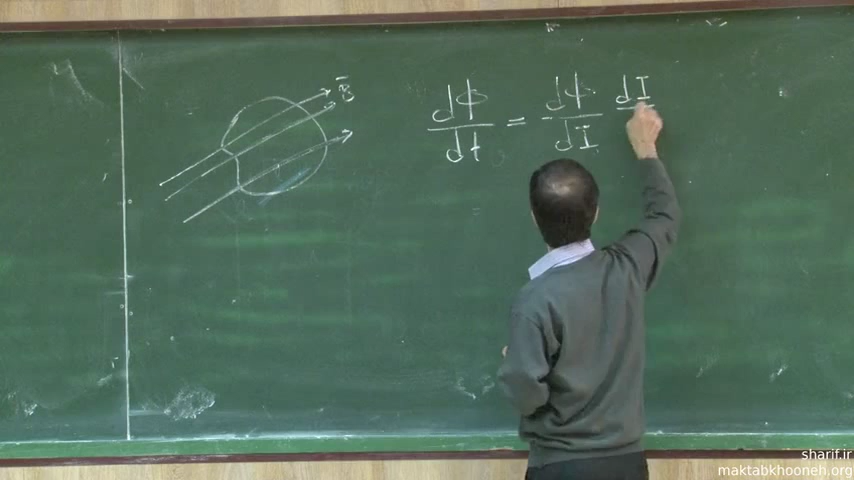 B̄
dΦ/dt = dΦ/dI dI/
sharif.ir
maktabkhooneh.org